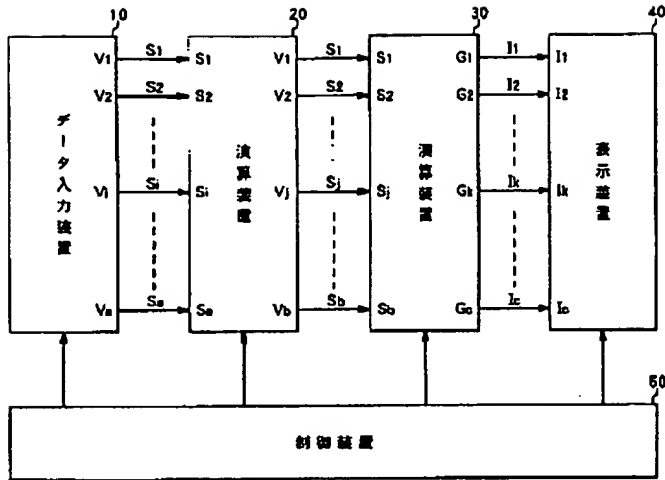 10 20 30 40
V1 S1 S1 V1 S1 S1 G1 I1 I1
V2 S2 S2 V2 S2 S2 G2 I2 I2
データ入力装置
演算装置
演算装置
表示装置
Vi Si Si Vj Sj Sj Gk Ik Ik
Va Sa Sa Vb Sb Sb Gc Ic Ic
50
制御装置